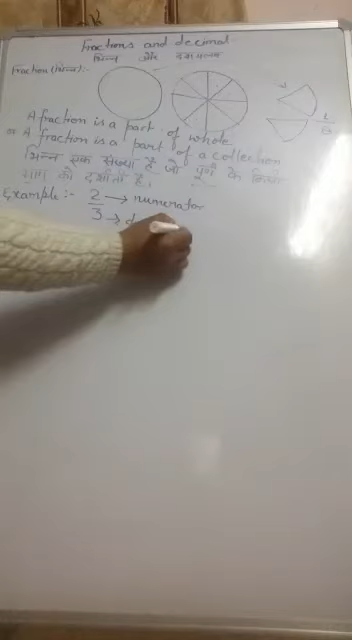 Fractions and decimal
भिन्न और दशमलव
Fraction (भिन्न) :-
A fraction is a part of whole
or A fraction is a part of a collection
भिन्न एक संख्या है जो पूर्ण के किसी
भाग को दर्शाता है।
Example :- 2 → numerator
3 → d